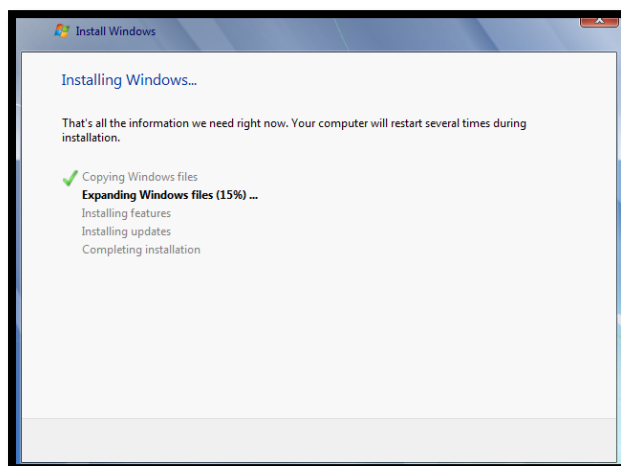 Install Windows
Installing Windows...
That's all the information we need right now. Your computer will restart several times during
installation.
Copying Windows files
Expanding Windows files (15%) ...
Installing features
Installing updates
Completing installation